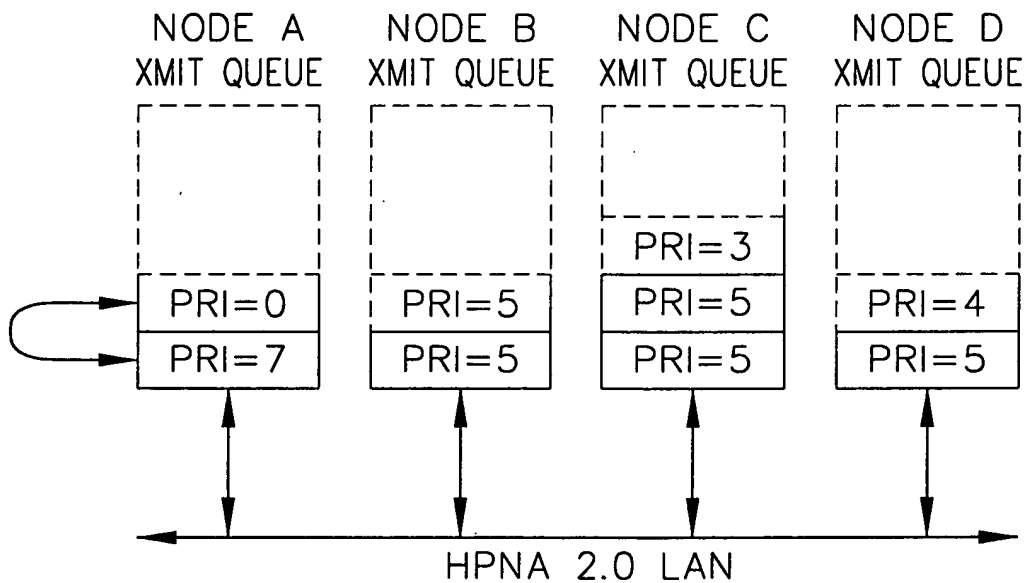 NODE A NODE B NODE C NODE D
XMIT QUEUE XMIT QUEUE XMIT QUEUE XMIT QUEUE
PRI=3
PRI=0 PRI=5 PRI=5 PRI=4
PRI=7 PRI=5 PRI=5 PRI=5
HPNA 2.0 LAN